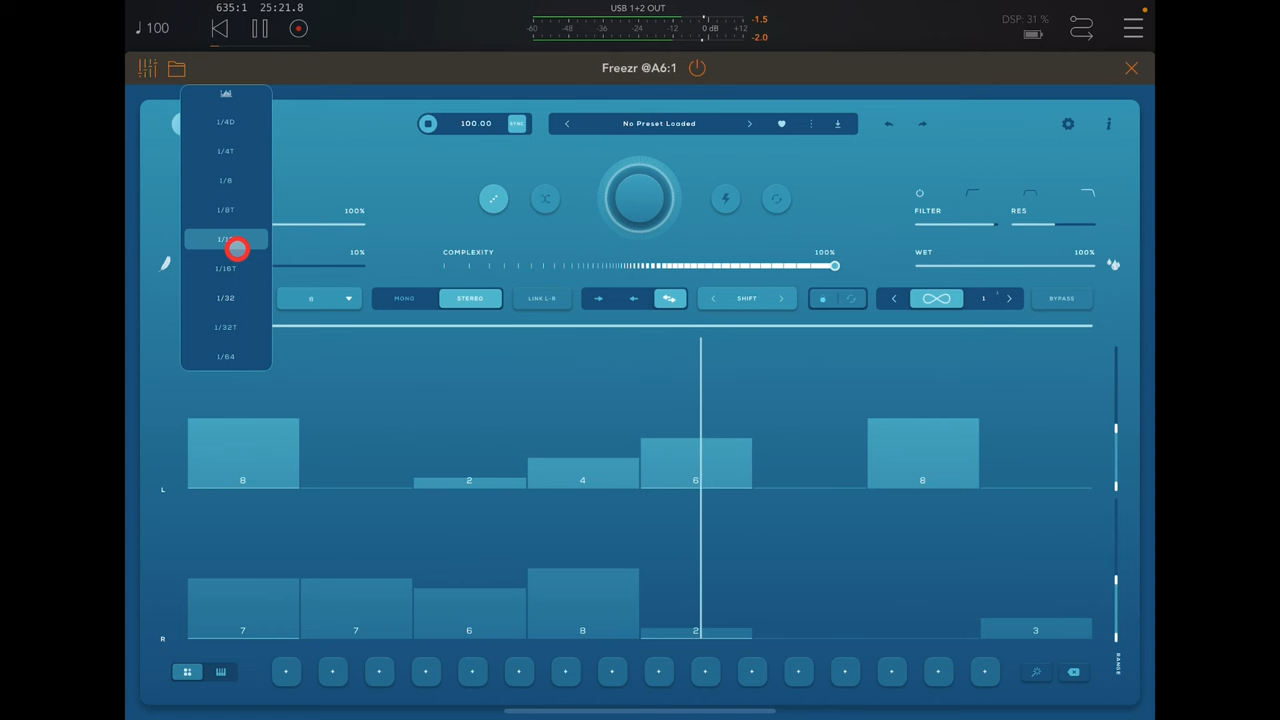 635:1 25:21.8
USB 1+2 OUT
100
-60 -48 -36 -24 -12 0 dB +12
-1.5
-2.0
DSP: 31 %
Freezr @A6:1
100.00
SYNC
No Preset Loaded
1/4D
1/4T
1/8
1/8T
1/16T
1/32
1/32T
1/64
100%
10%
COMPLEXITY
100%
FILTER
RES
WET
100%
8
MONO
STEREO
LINK L-R
SHIFT
1
BYPASS
L
8
2
4
6
8
R
7
7
6
8
2
3
RANGE